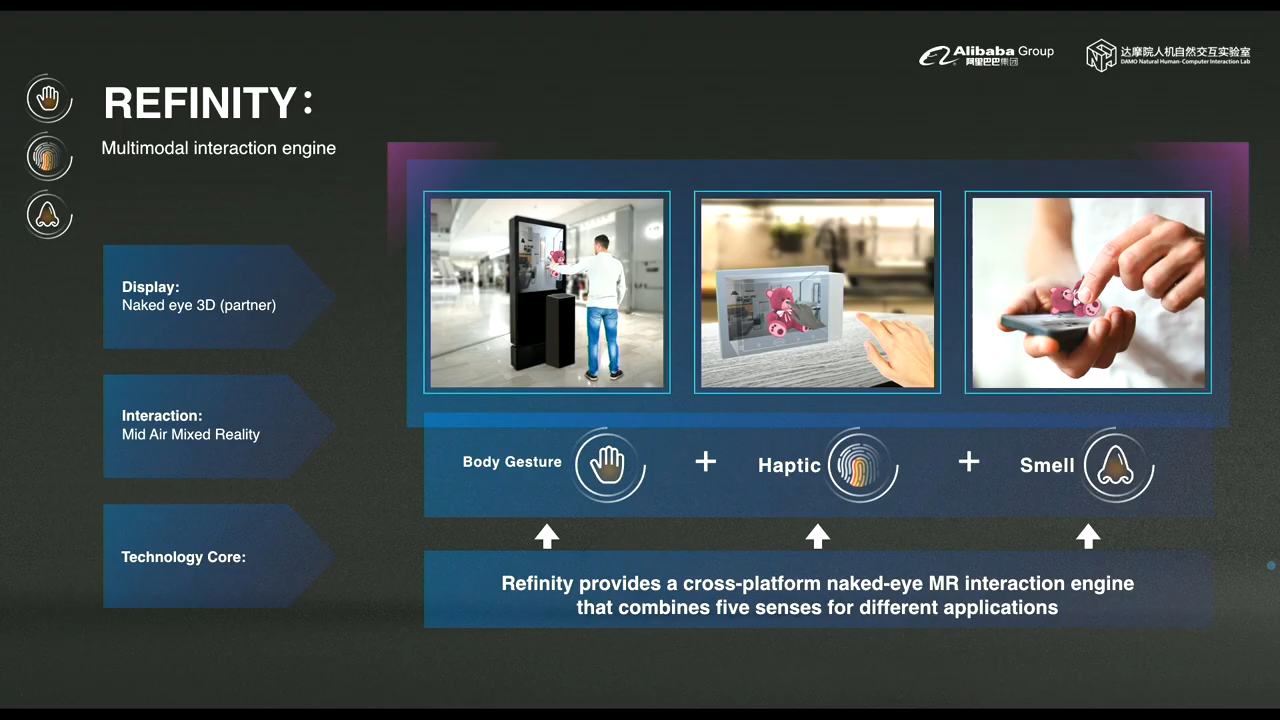 Alibaba Group
阿里巴巴集团
达摩院人机自然交互实验室
DAMO Natural Human-Computer Interaction Lab
REFINITY:
Multimodal interaction engine
Display:
Naked eye 3D (partner)
Interaction:
Mid Air Mixed Reality
Body Gesture + Haptic + Smell
Technology Core:
Refinity provides a cross-platform naked-eye MR interaction engine
that combines five senses for different applications